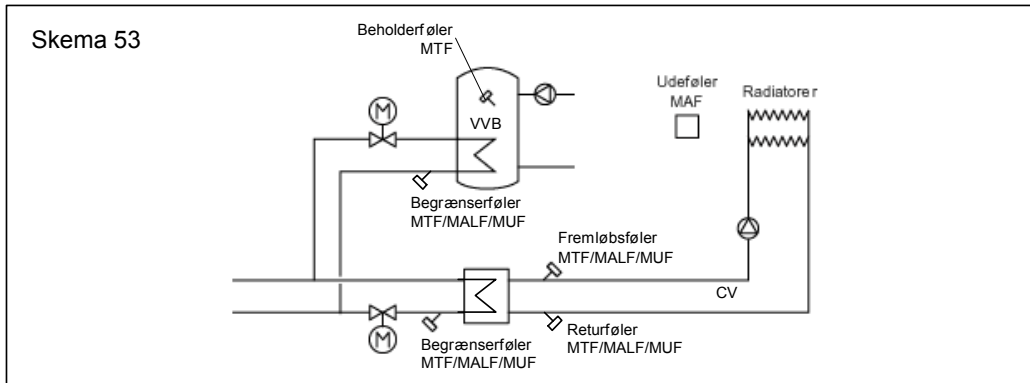 Skema 53
Beholderføler
MTF
Udeføler
MAF
Radiatorer
M
VVB
Begrænserføler
MTF/MALF/MUF
Fremløbsføler
MTF/MALF/MUF
CV
M
Begrænserføler
MTF/MALF/MUF
Returføler
MTF/MALF/MUF